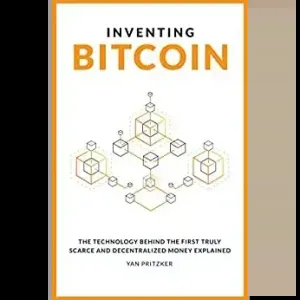 INVENTING
BITCOIN
THE TECHNOLOGY BEHIND THE FIRST TRULY
SCARCE AND DECENTRALIZED MONEY EXPLAINED
YAN PRITZKER